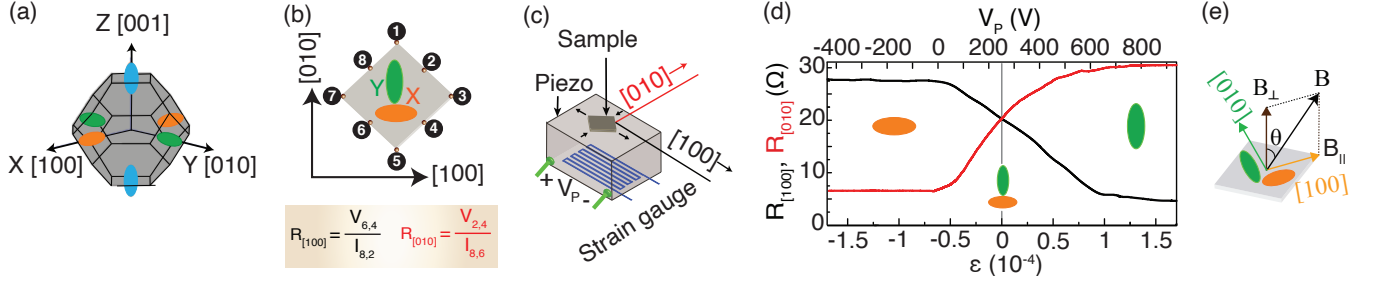 (a)
Z [001]
X [100]
Y [010]
(b)
[010]
[100]
1
2
3
4
5
6
7
8
Y
X
R[100] = V6,4 / I8,2
R[010] = V2,4 / I8,6
(c)
Sample
Piezo
[010]
[100]
+ VP -
Strain gauge
(d)
VP (V)
-400 -200 0 200 400 600 800
R[100], R[010] (Ω)
30
20
10
0
-1.5 -1 -0.5 0 0.5 1 1.5
ε (10-4)
(e)
[010]
B⊥
B
θ
B||
[100]